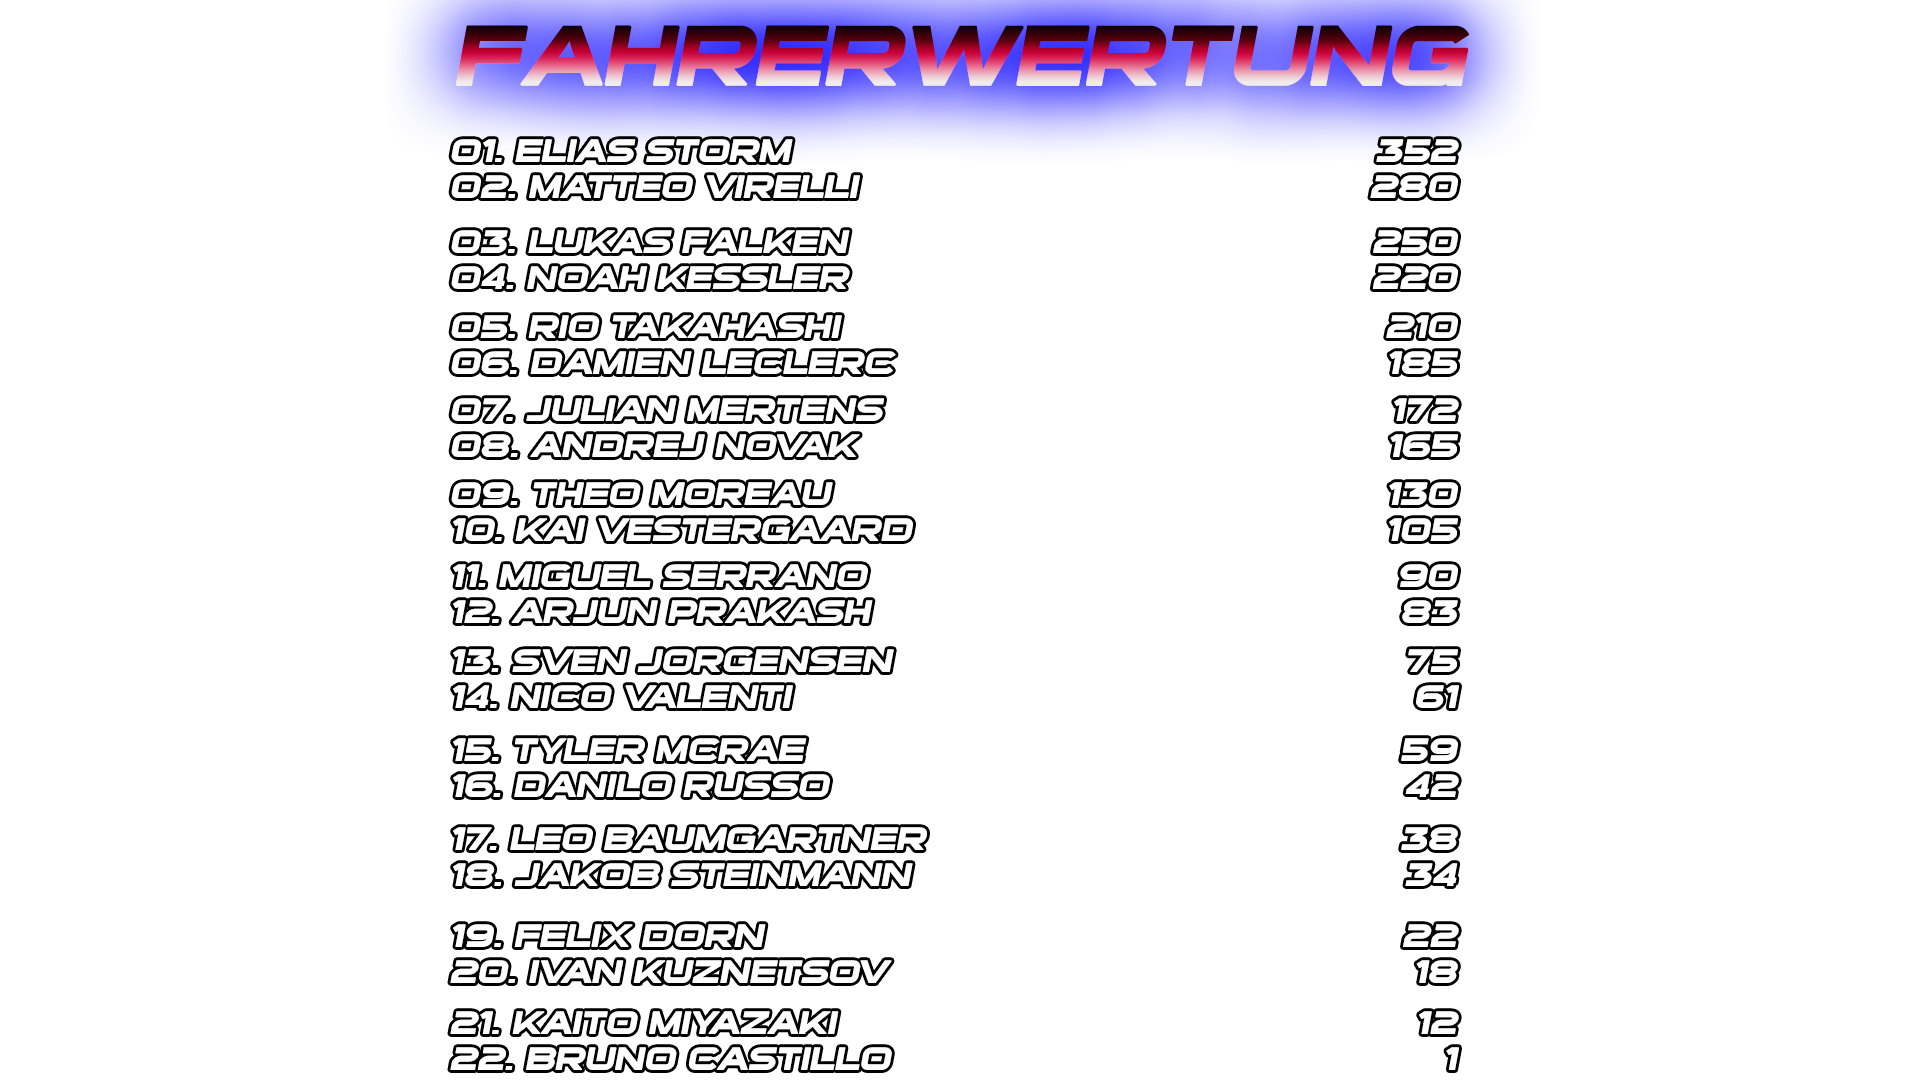 FAHRERWERTUNG
01. ELIAS STORM 352
02. MATTEO VIRELLI 280
03. LUKAS FALKEN 250
04. NOAH KESSLER 220
05. RIO TAKAHASHI 210
06. DAMIEN LECLERC 185
07. JULIAN MERTENS 172
08. ANDREJ NOVAK 165
09. THEO MOREAU 130
10. KAI VESTERGAARD 105
11. MIGUEL SERRANO 90
12. ARJUN PRAKASH 83
13. SVEN JORGENSEN 75
14. NICO VALENTI 61
15. TYLER MCRAE 59
16. DANILO RUSSO 42
17. LEO BAUMGARTNER 38
18. JAKOB STEINMANN 34
19. FELIX DORN 22
20. IVAN KUZNETSOV 18
21. KAITO MIYAZAKI 12
22. BRUNO CASTILLO 1